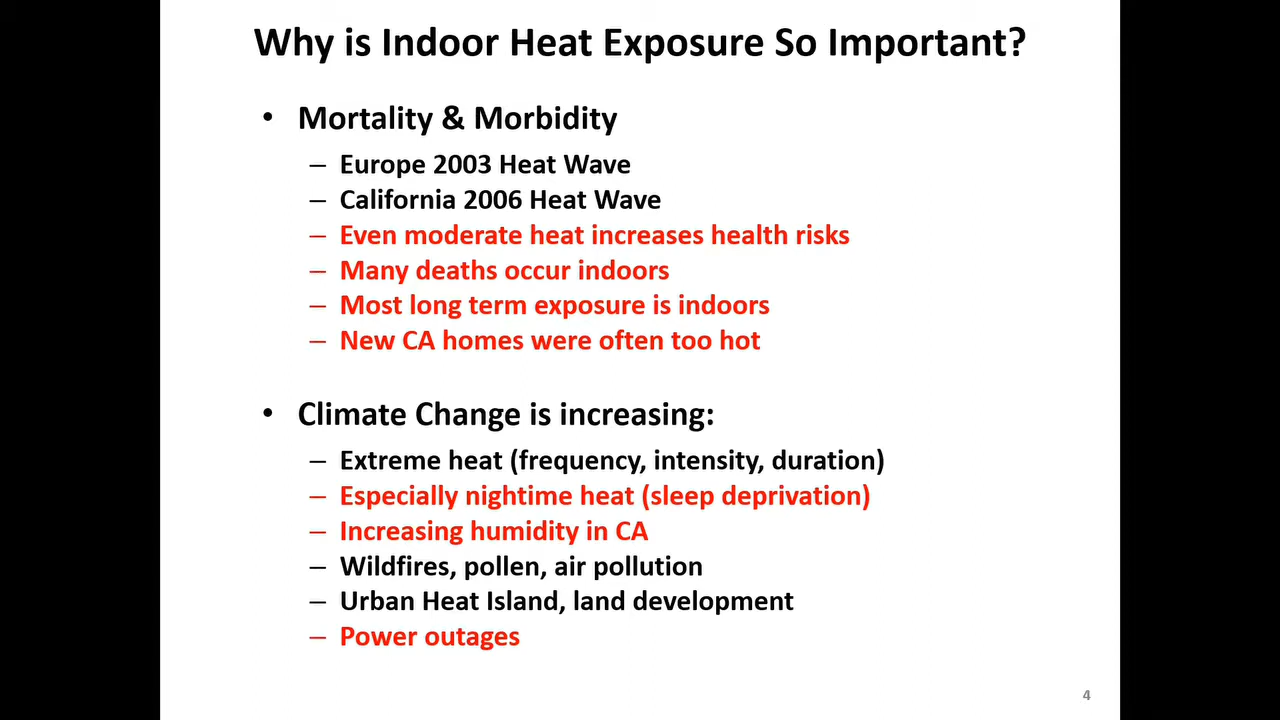 Why is Indoor Heat Exposure So Important?
• Mortality & Morbidity
– Europe 2003 Heat Wave
– California 2006 Heat Wave
– Even moderate heat increases health risks
– Many deaths occur indoors
– Most long term exposure is indoors
– New CA homes were often too hot
• Climate Change is increasing:
– Extreme heat (frequency, intensity, duration)
– Especially nightime heat (sleep deprivation)
– Increasing humidity in CA
– Wildfires, pollen, air pollution
– Urban Heat Island, land development
– Power outages
4